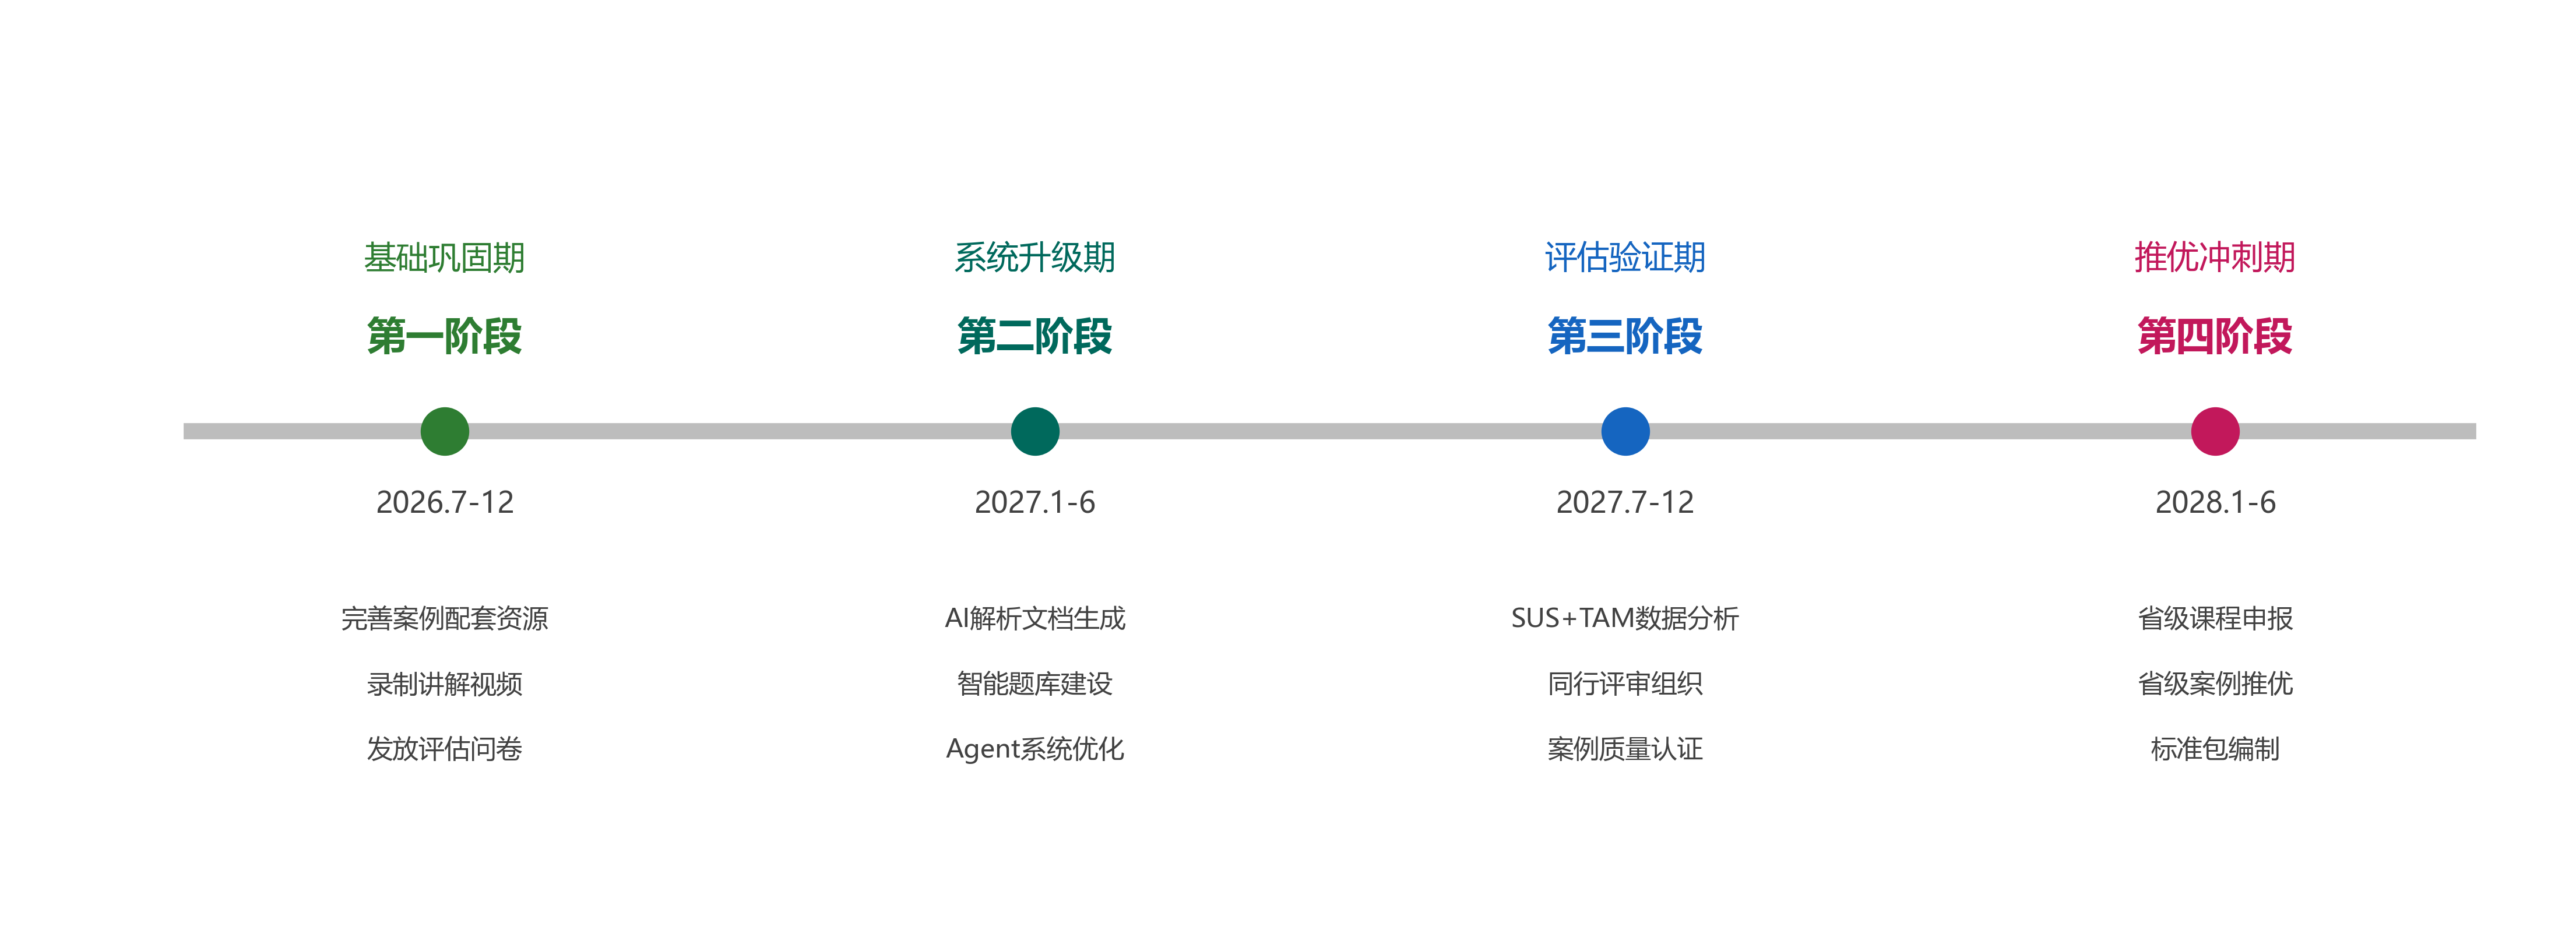 基础巩固期
第一阶段
2026.7-12
完善案例配套资源
录制讲解视频
发放评估问卷
系统升级期
第二阶段
2027.1-6
AI解析文档生成
智能题库建设
Agent系统优化
评估验证期
第三阶段
2027.7-12
SUS+TAM数据分析
同行评审组织
案例质量认证
推优冲刺期
第四阶段
2028.1-6
省级课程申报
省级案例推优
标准包编制